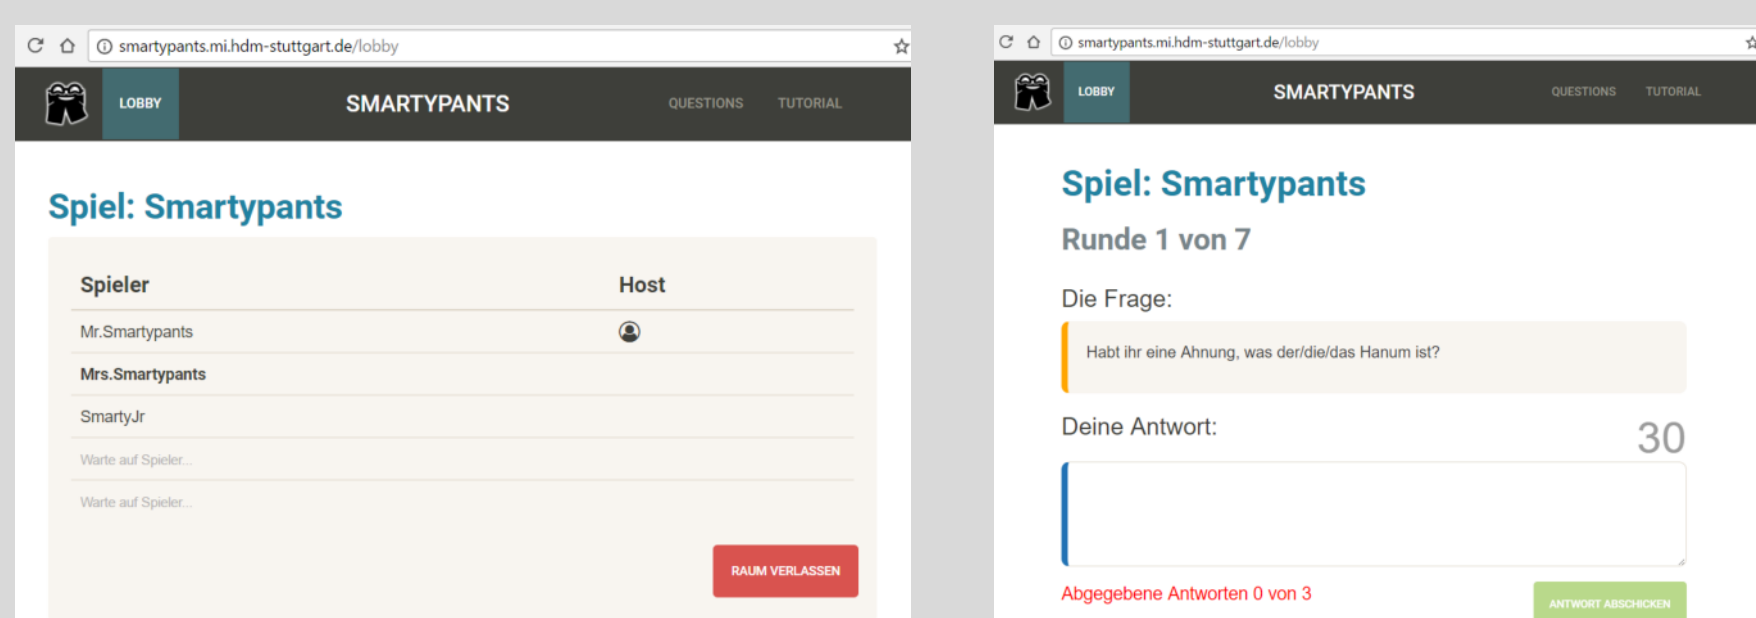 smartypants.mi.hdm-stuttgart.de/lobby
LOBBY SMARTYPANTS QUESTIONS TUTORIAL
Spiel: Smartypants
Spieler Host
Mr.Smartypants
Mrs.Smartypants
SmartyJr
Warte auf Spieler...
Warte auf Spieler...
RAUM VERLASSEN
smartypants.mi.hdm-stuttgart.de/lobby
LOBBY SMARTYPANTS QUESTIONS TUTORIAL
Spiel: Smartypants
Runde 1 von 7
Die Frage:
Habt ihr eine Ahnung, was der/die/das Hanum ist?
Deine Antwort:
30
Abgegebene Antworten 0 von 3
ANTWORT ABSCHICKEN